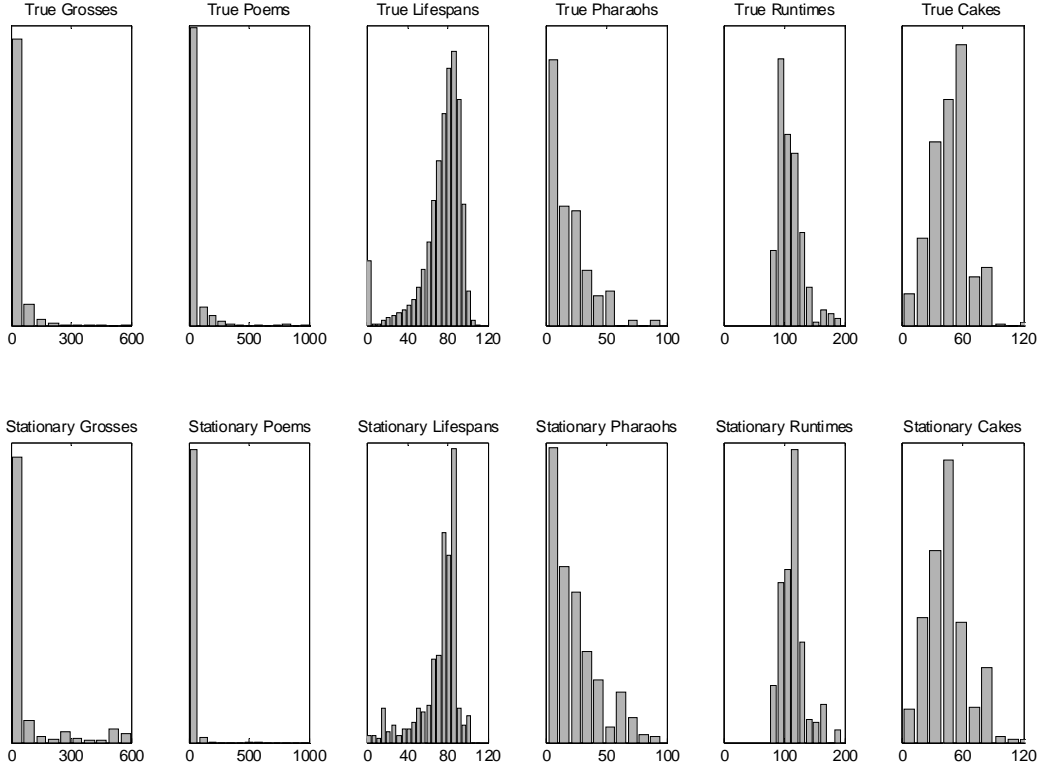 True Grosses True Poems True Lifespans True Pharaohs True Runtimes True Cakes
0 300 600 0 500 1000 0 40 80 120 0 50 100 0 100 200 0 60 120
Stationary Grosses Stationary Poems Stationary Lifespans Stationary Pharaohs Stationary Runtimes Stationary Cakes
0 300 600 0 500 1000 0 40 80 120 0 50 100 0 100 200 0 60 120